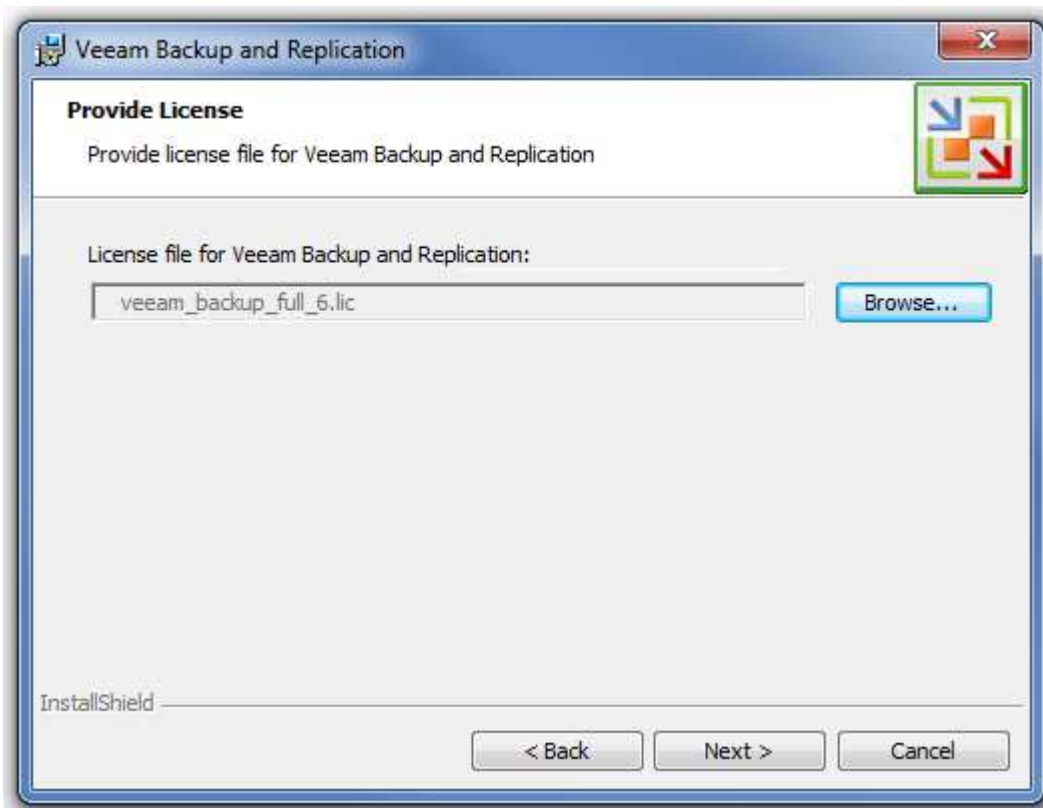 Veeam Backup and Replication
Provide License
Provide license file for Veeam Backup and Replication
License file for Veeam Backup and Replication:
veeam_backup_full_6.lic
Browse...
InstallShield
< Back
Next >
Cancel